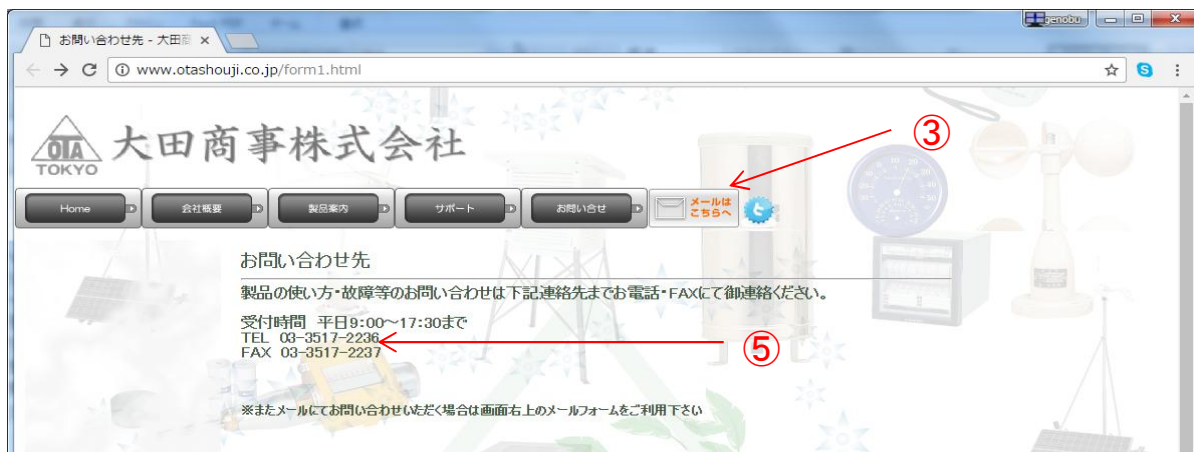 genobu
お問い合わせ先 - 大田商
www.otashouji.co.jp/form1.html
③
OTA
TOKYO
大田商事株式会社
Home
会社概要
製品案内
サポート
お問い合せ
メールは
こちらへ
お問い合わせ先
製品の使い方・故障等のお問い合わせは下記連絡先までお電話・FAXにて御連絡ください。
受付時間 平日9:00～17:30まで
TEL 03-3517-2236
⑤
FAX 03-3517-2237
※またメールにてお問い合わせいただく場合は画面右上のメールフォームをご利用下さい